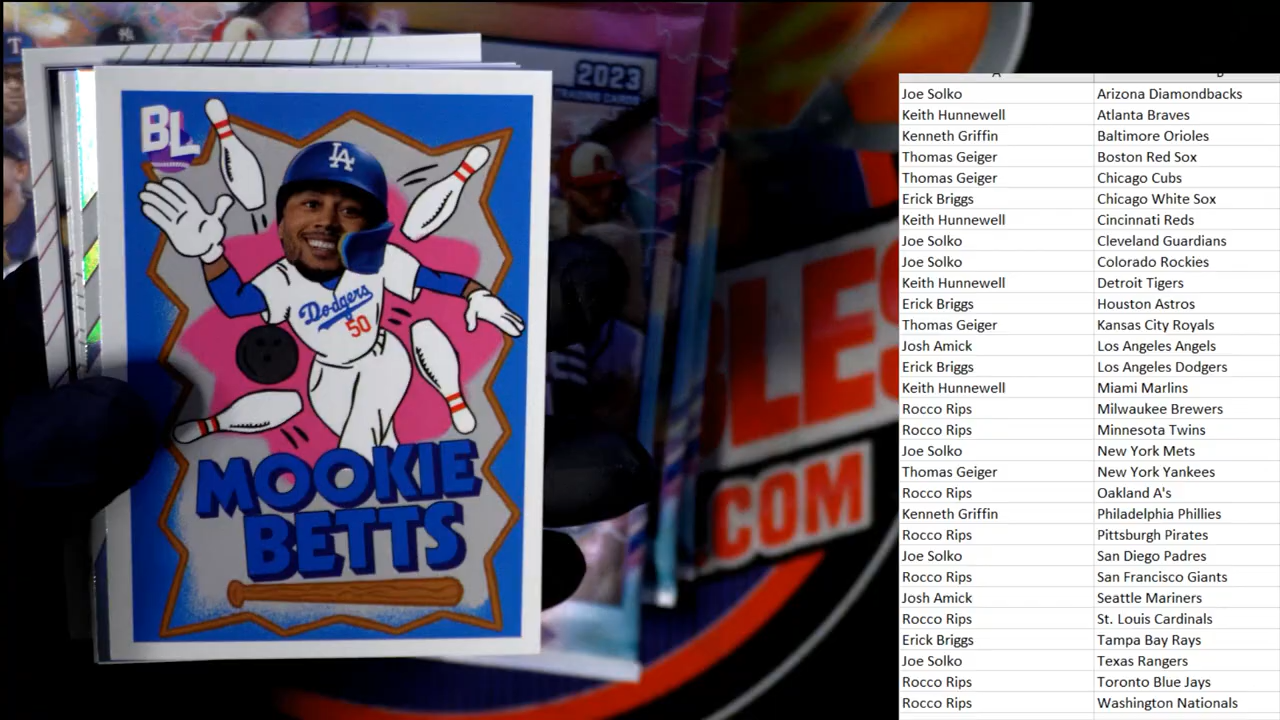 BL
LA
Dodgers
50
MOOKIE
BETTS
2023
TRADING CARDS
T
LES
.COM
A B
Joe Solko Arizona Diamondbacks
Keith Hunnewell Atlanta Braves
Kenneth Griffin Baltimore Orioles
Thomas Geiger Boston Red Sox
Thomas Geiger Chicago Cubs
Erick Briggs Chicago White Sox
Keith Hunnewell Cincinnati Reds
Joe Solko Cleveland Guardians
Joe Solko Colorado Rockies
Keith Hunnewell Detroit Tigers
Erick Briggs Houston Astros
Thomas Geiger Kansas City Royals
Josh Amick Los Angeles Angels
Erick Briggs Los Angeles Dodgers
Keith Hunnewell Miami Marlins
Rocco Rips Milwaukee Brewers
Rocco Rips Minnesota Twins
Joe Solko New York Mets
Thomas Geiger New York Yankees
Rocco Rips Oakland A's
Kenneth Griffin Philadelphia Phillies
Rocco Rips Pittsburgh Pirates
Joe Solko San Diego Padres
Rocco Rips San Francisco Giants
Josh Amick Seattle Mariners
Rocco Rips St. Louis Cardinals
Erick Briggs Tampa Bay Rays
Joe Solko Texas Rangers
Rocco Rips Toronto Blue Jays
Rocco Rips Washington Nationals